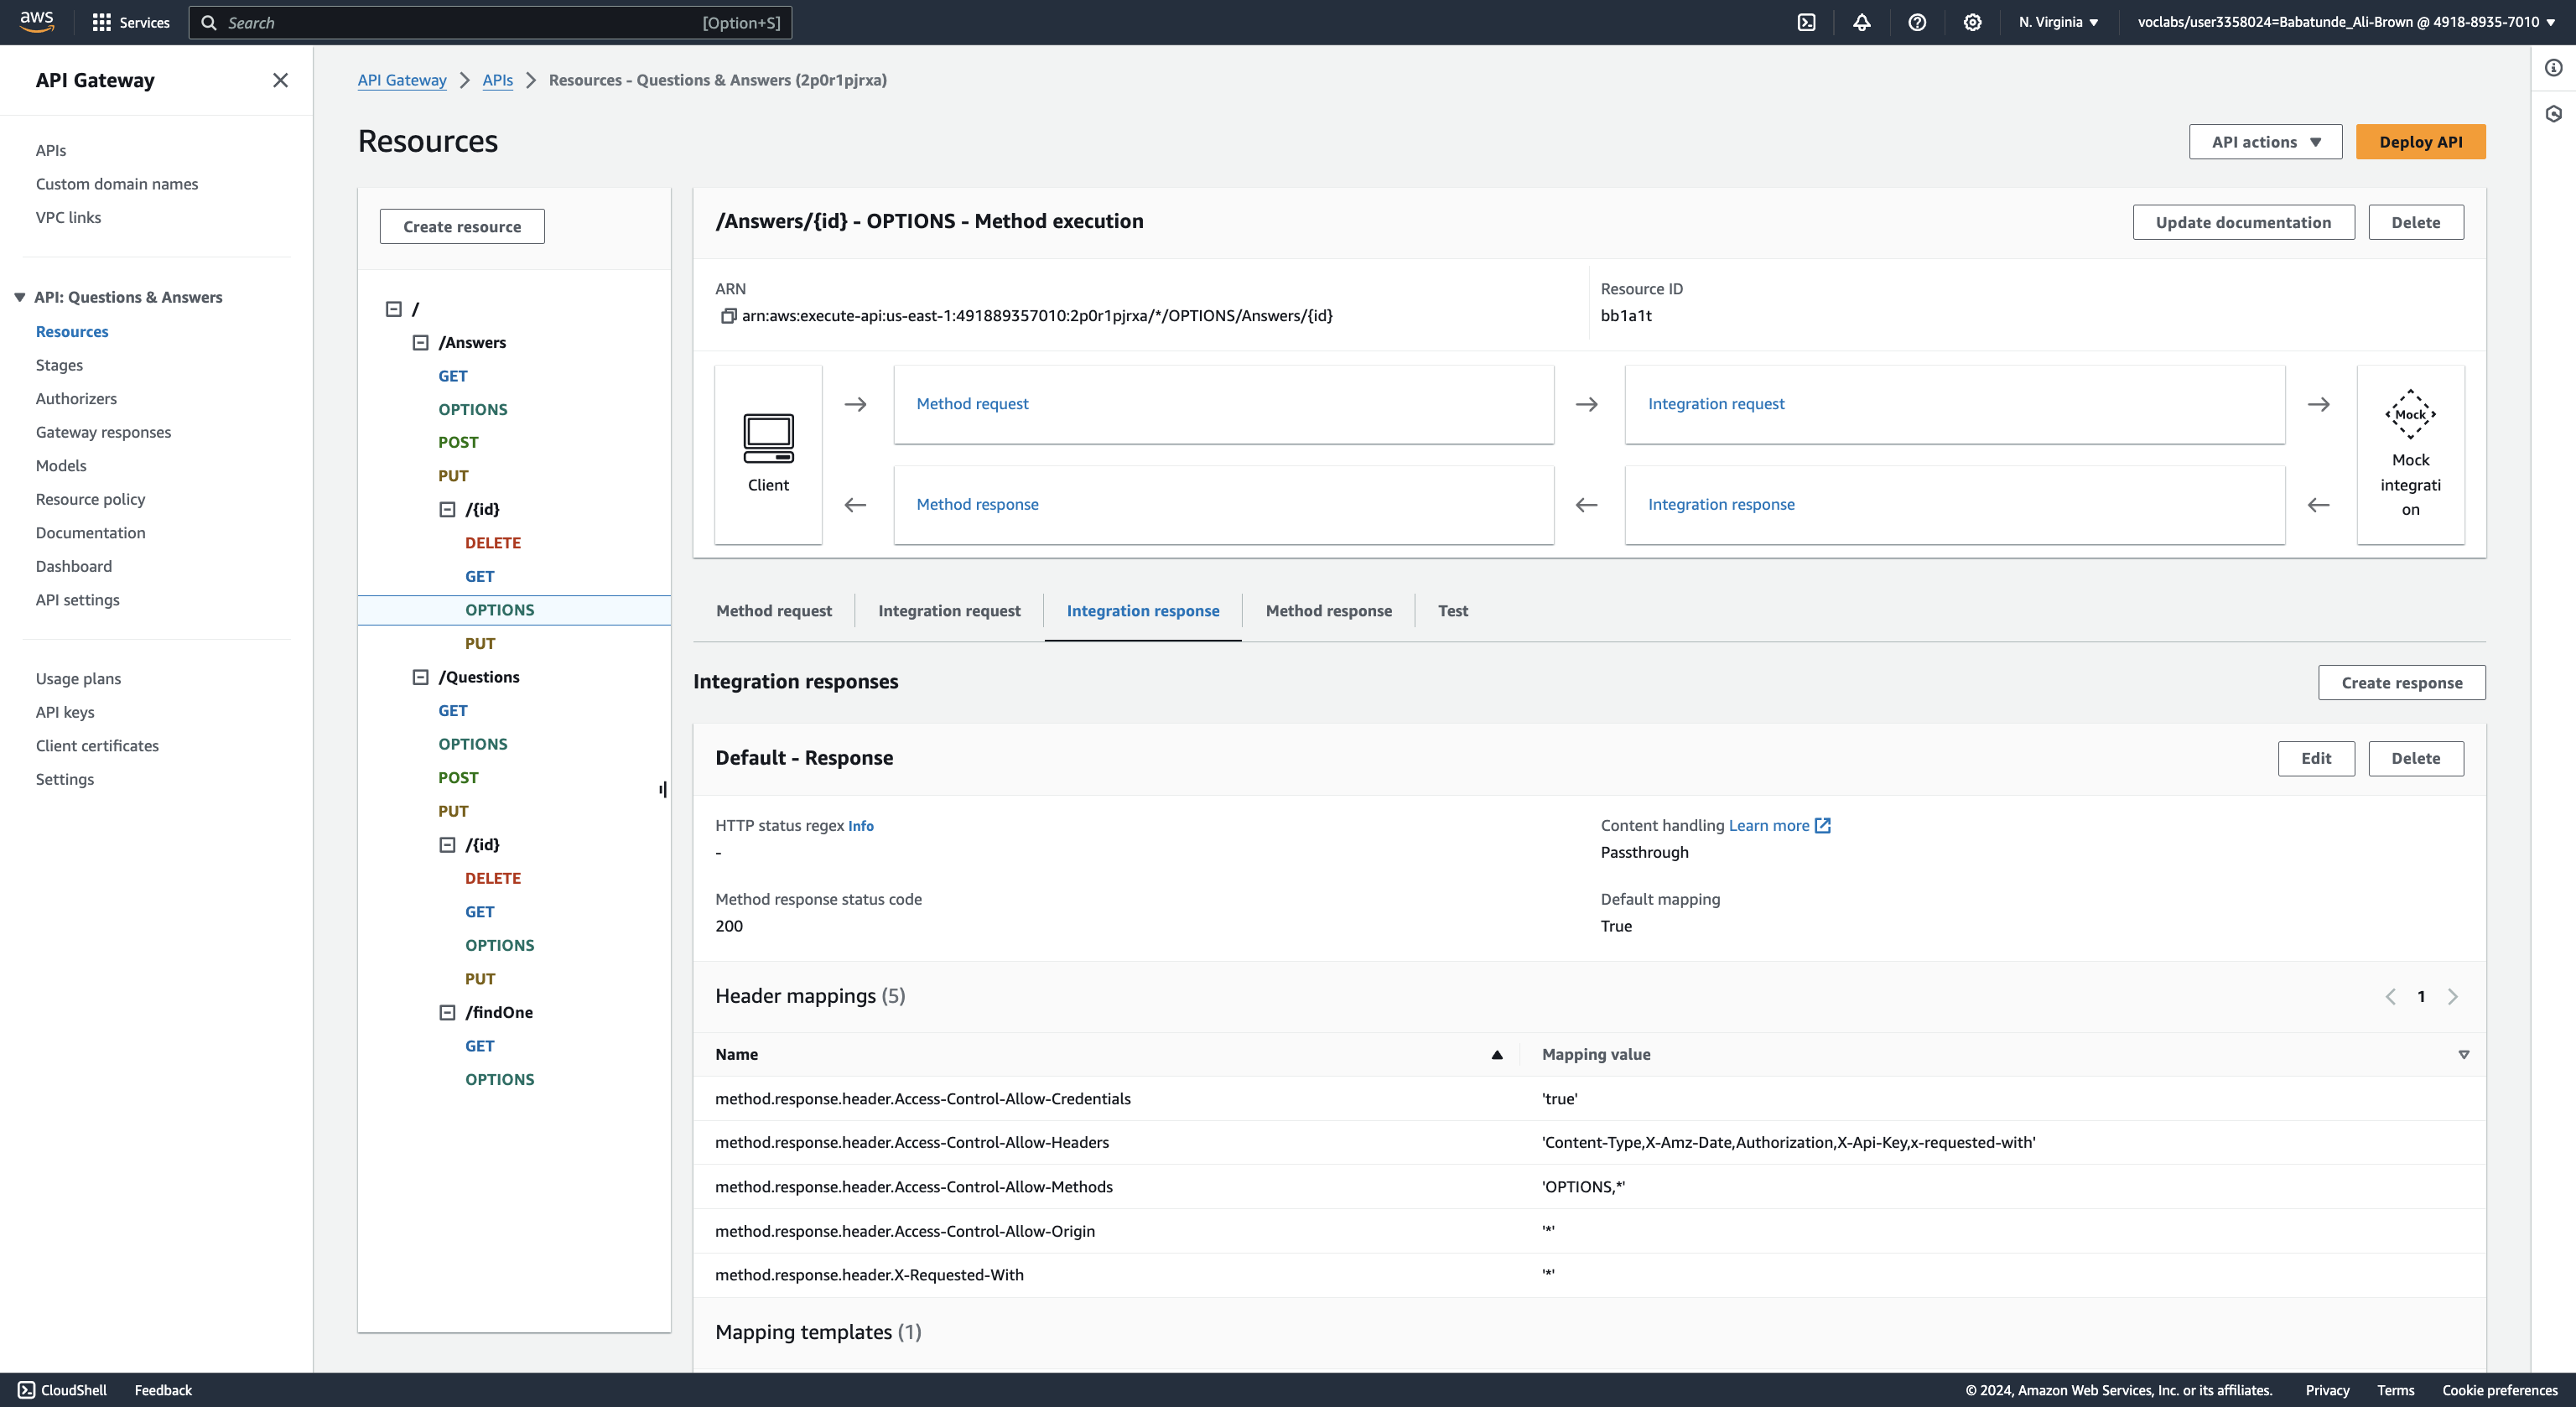 aws
Services
Search
[Option+S]
N. Virginia
voclabs/user3358024=Babatunde_Ali-Brown @ 4918-8935-7010
API Gateway
APIs
Custom domain names
VPC links
API: Questions & Answers
Resources
Stages
Authorizers
Gateway responses
Models
Resource policy
Documentation
Dashboard
API settings
Usage plans
API keys
Client certificates
Settings
API Gateway
APIs
Resources - Questions & Answers (2p0r1pjrxa)
Resources
API actions
Deploy API
Create resource
/
/Answers
GET
OPTIONS
POST
PUT
/{id}
DELETE
GET
OPTIONS
PUT
/Questions
GET
OPTIONS
POST
PUT
/{id}
DELETE
GET
OPTIONS
PUT
/findOne
GET
OPTIONS
/Answers/{id} - OPTIONS - Method execution
Update documentation
Delete
ARN
arn:aws:execute-api:us-east-1:491889357010:2p0r1pjrxa/*/OPTIONS/Answers/{id}
Resource ID
bb1a1t
Client
Method request
Integration request
Method response
Integration response
Mock
Mock
integrati
on
Method request
Integration request
Integration response
Method response
Test
Integration responses
Create response
Default - Response
Edit
Delete
HTTP status regex Info
-
Content handling Learn more
Passthrough
Method response status code
200
Default mapping
True
Header mappings (5)
1
Name
Mapping value
method.response.header.Access-Control-Allow-Credentials
'true'
method.response.header.Access-Control-Allow-Headers
'Content-Type,X-Amz-Date,Authorization,X-Api-Key,x-requested-with'
method.response.header.Access-Control-Allow-Methods
'OPTIONS,*'
method.response.header.Access-Control-Allow-Origin
'*'
method.response.header.X-Requested-With
'*'
Mapping templates (1)
CloudShell
Feedback
© 2024, Amazon Web Services, Inc. or its affiliates.
Privacy
Terms
Cookie preferences